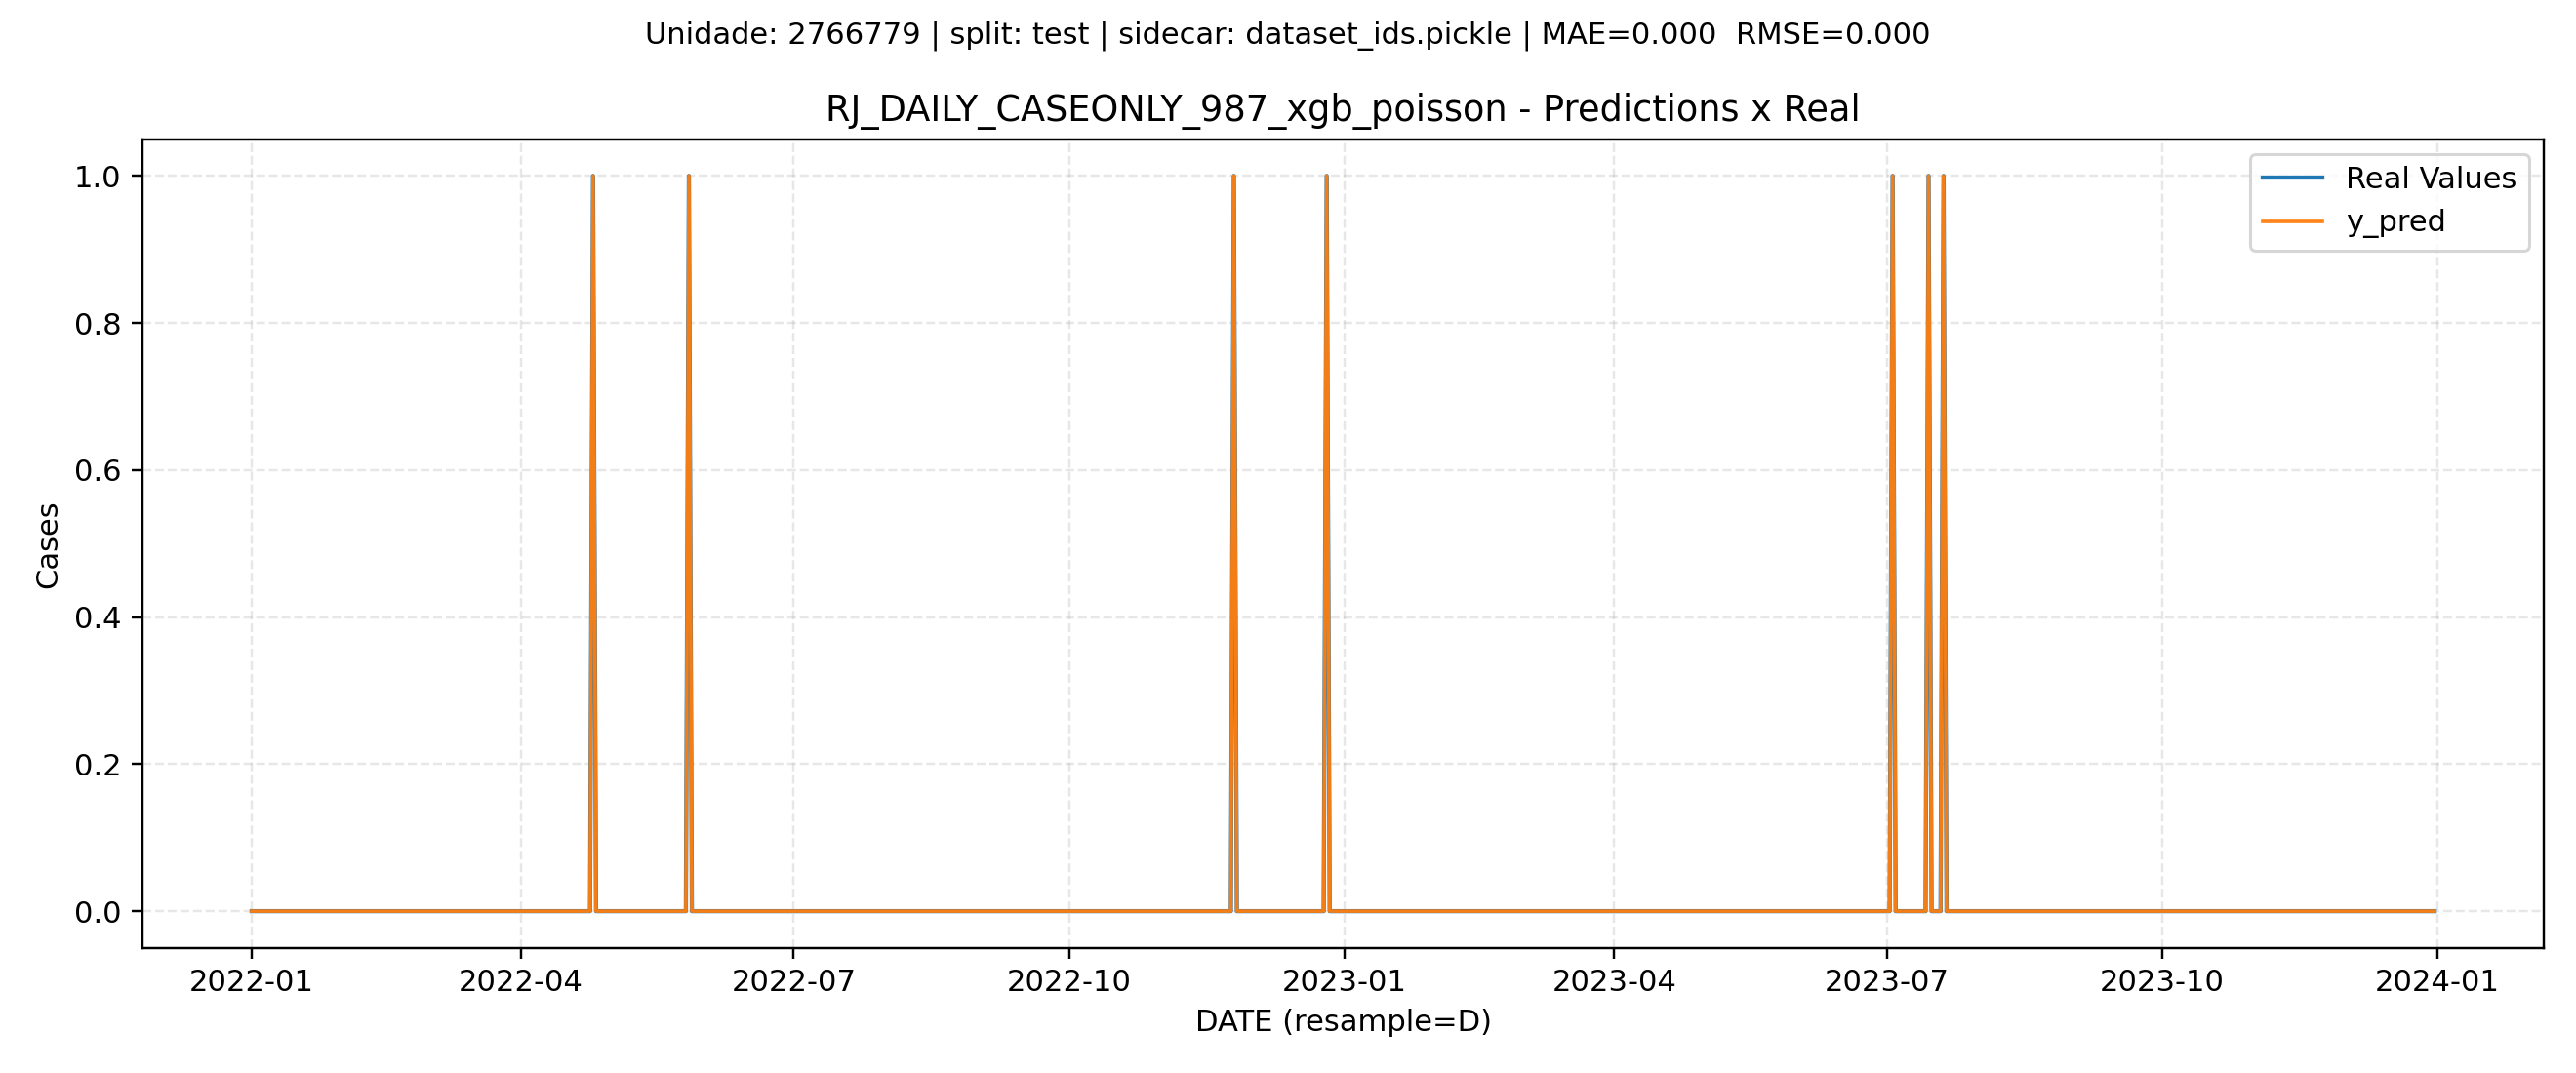 Unidade: 2766779 | split: test | sidecar: dataset_ids.pickle | MAE=0.000  RMSE=0.000
RJ_DAILY_CASEONLY_987_xgb_poisson - Predictions x Real
Real Values
y_pred
Cases
1.0
0.8
0.6
0.4
0.2
0.0
2022-01 2022-04 2022-07 2022-10 2023-01 2023-04 2023-07 2023-10 2024-01
DATE (resample=D)